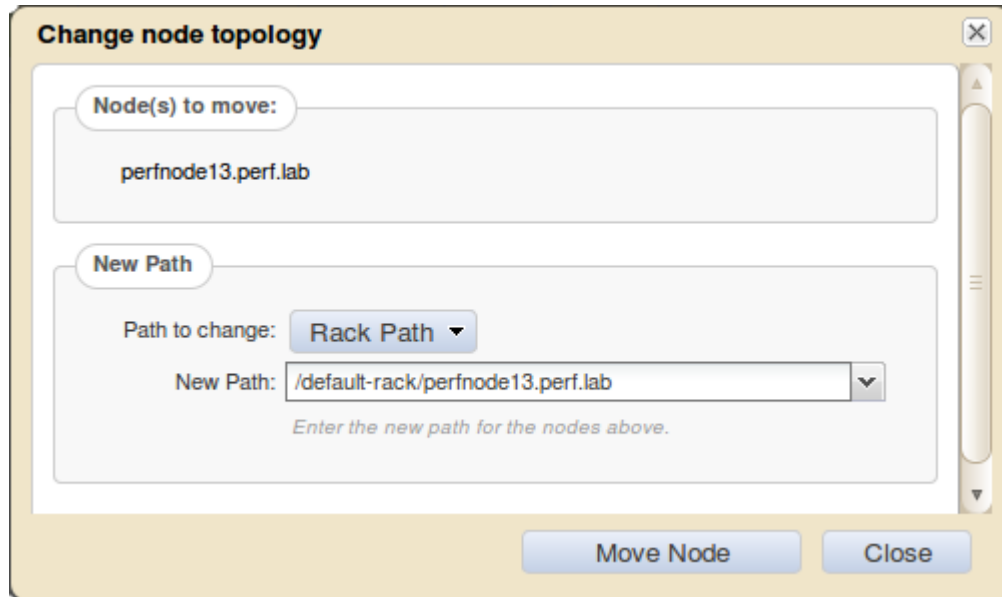 Change node topology
Node(s) to move:
perfnode13.perf.lab
New Path
Path to change: Rack Path
New Path: /default-rack/perfnode13.perf.lab
Enter the new path for the nodes above.
Move Node Close